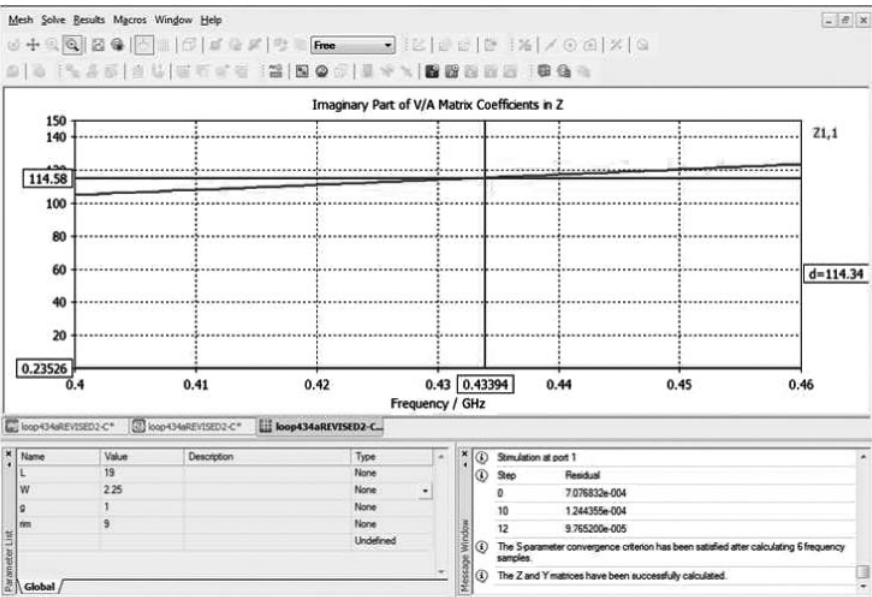 Mesh Solve Results Macros Window Help
Free
Imaginary Part of V/A Matrix Coefficients in Z
150
140
114.58
100
80
60
40
20
0.23526
Z1,1
d=114.34
0.4 0.41 0.42 0.43 0.43394 0.44 0.45 0.46
Frequency / GHz
loop434aREVISED2-C* loop434aREVISED2-C* loop434aREVISED2-C...
Name Value Description Type
L 19 None
W 2.25 None
g 1 None
rim 9 None
Undefined
Parameter List
Global
Stimulation at port 1
Step Residual
0 7.076832e-004
10 1.244355e-004
12 9.765200e-005
The S-parameter convergence criterion has been satisfied after calculating 6 frequency
samples.
The Z and Y matrices have been successfully calculated.
Message Window